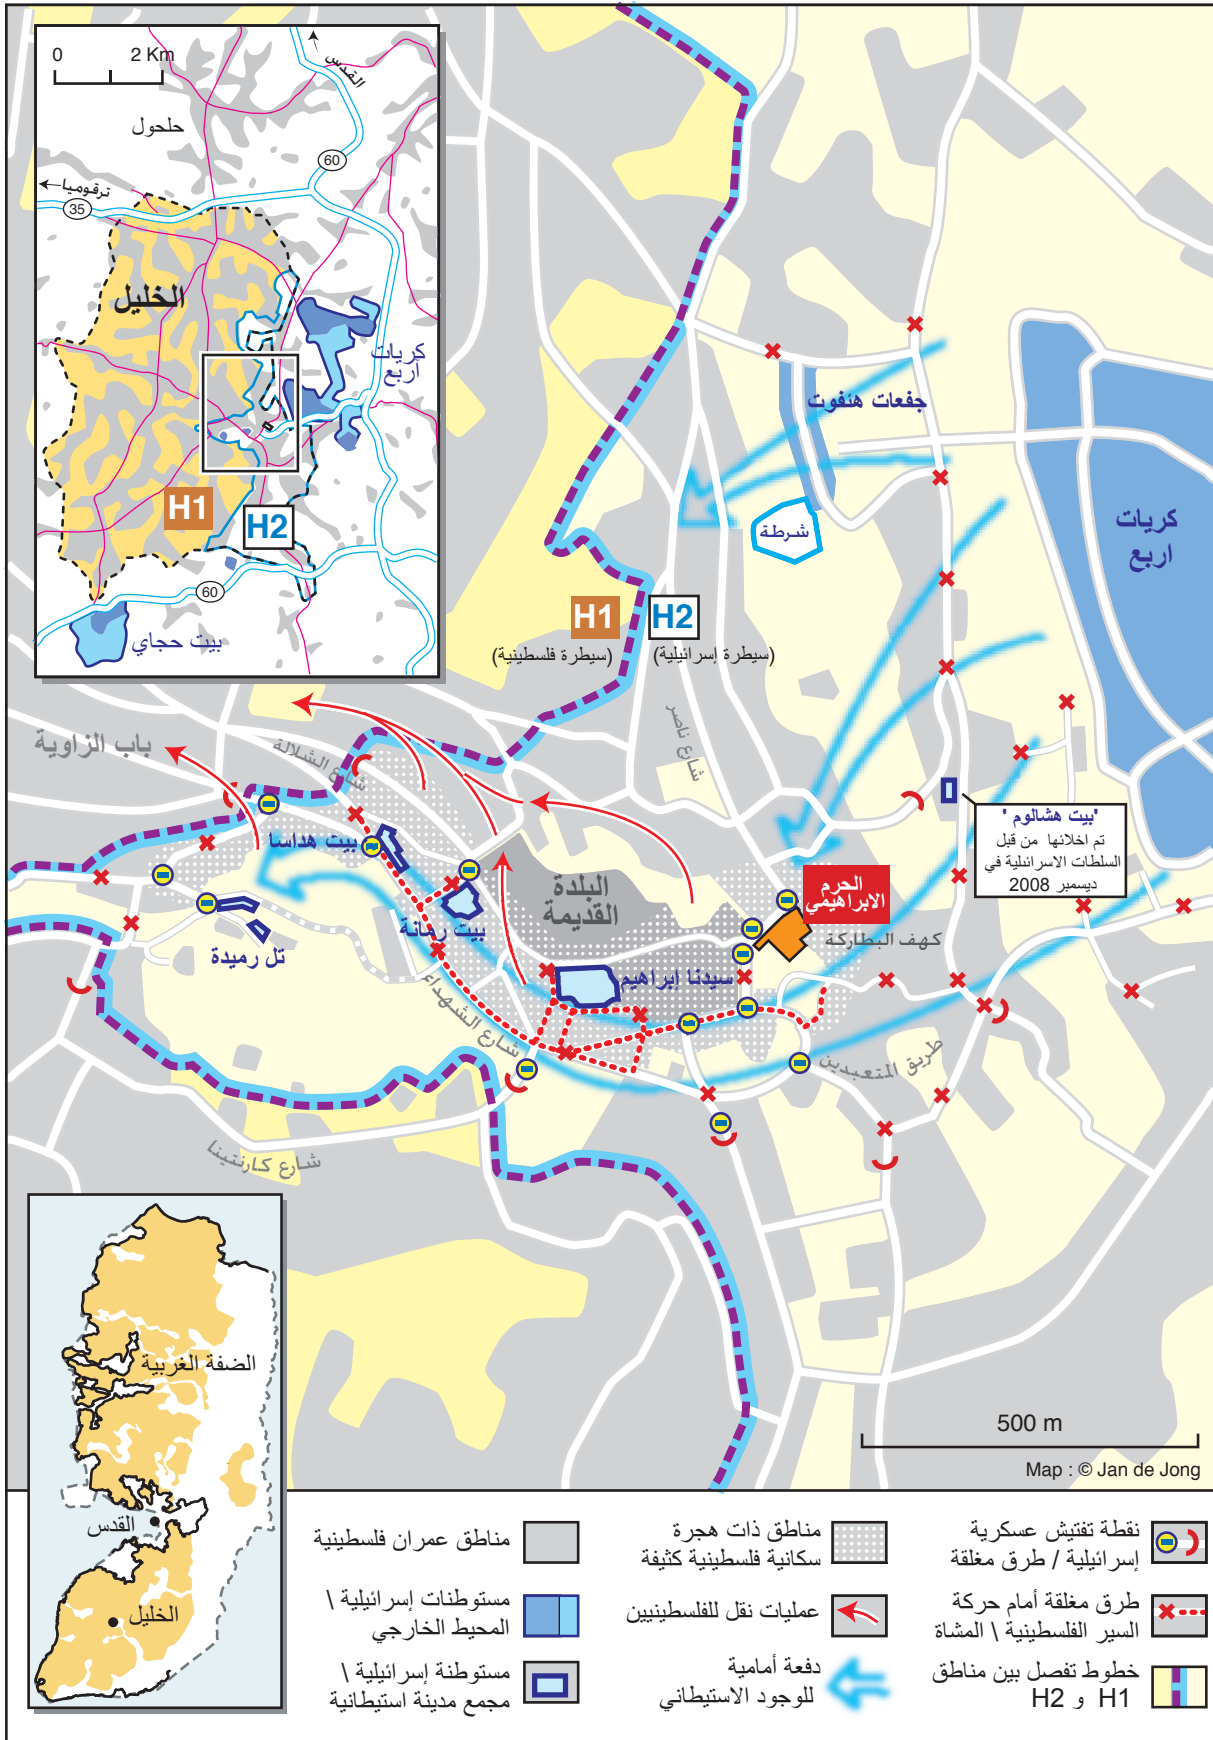 0 2 Km
القدس
حلحول
60
ترقوميا
35
الخليل
كريات
اربع
H1
H2
60
بيت حجاي
جفعات هئفوت
شرطة
كريات
اربع
H1
H2
(سيطرة فلسطينية)
(سيطرة إسرائيلية)
شارع ناصر
باب الزاوية
شارع الشلالة
بيت هداسا
'بيت هشالوم '
تم اخلائها من قبل
السلطات الاسرائيلية في
ديسمبر 2008
البلدة
القديمة
الحرم
الابراهيمي
كهف البطاركة
بيت رمانة
تل رميدة
سيدنا إبراهيم
شارع الشهداء
طريق المتعبدين
شارع كارنتينا
الضفة الغربية
القدس
الخليل
500 m
Map : © Jan de Jong
نقطة تفتيش عسكرية
إسرائيلية / طرق مغلقة
طرق مغلقة أمام حركة
السير الفلسطينية \ المشاة
خطوط تفصل بين مناطق
H1 و H2
مناطق ذات هجرة
سكانية فلسطينية كثيفة
عمليات نقل للفلسطينيين
دفعة أمامية
للوجود الاستيطاني
مناطق عمران فلسطينية
مستوطنات إسرائيلية \
المحيط الخارجي
مستوطنة إسرائيلية \
مجمع مدينة استيطانية